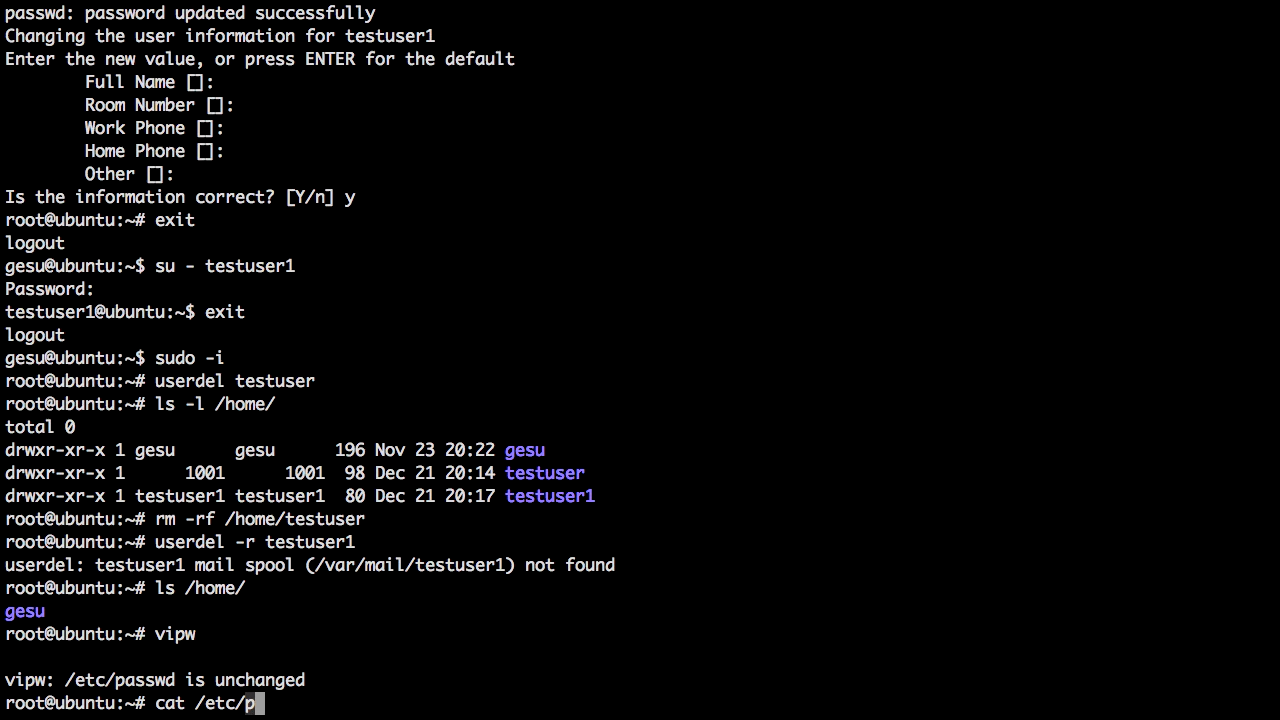 passwd: password updated successfully
Changing the user information for testuser1
Enter the new value, or press ENTER for the default
        Full Name []:
        Room Number []:
        Work Phone []:
        Home Phone []:
        Other []:
Is the information correct? [Y/n] y
root@ubuntu:~# exit
logout
gesu@ubuntu:~$ su - testuser1
Password:
testuser1@ubuntu:~$ exit
logout
gesu@ubuntu:~$ sudo -i
root@ubuntu:~# userdel testuser
root@ubuntu:~# ls -l /home/
total 0
drwxr-xr-x 1 gesu      gesu      196 Nov 23 20:22 gesu
drwxr-xr-x 1      1001      1001  98 Dec 21 20:14 testuser
drwxr-xr-x 1 testuser1 testuser1  80 Dec 21 20:17 testuser1
root@ubuntu:~# rm -rf /home/testuser
root@ubuntu:~# userdel -r testuser1
userdel: testuser1 mail spool (/var/mail/testuser1) not found
root@ubuntu:~# ls /home/
gesu
root@ubuntu:~# vipw
vipw: /etc/passwd is unchanged
root@ubuntu:~# cat /etc/p